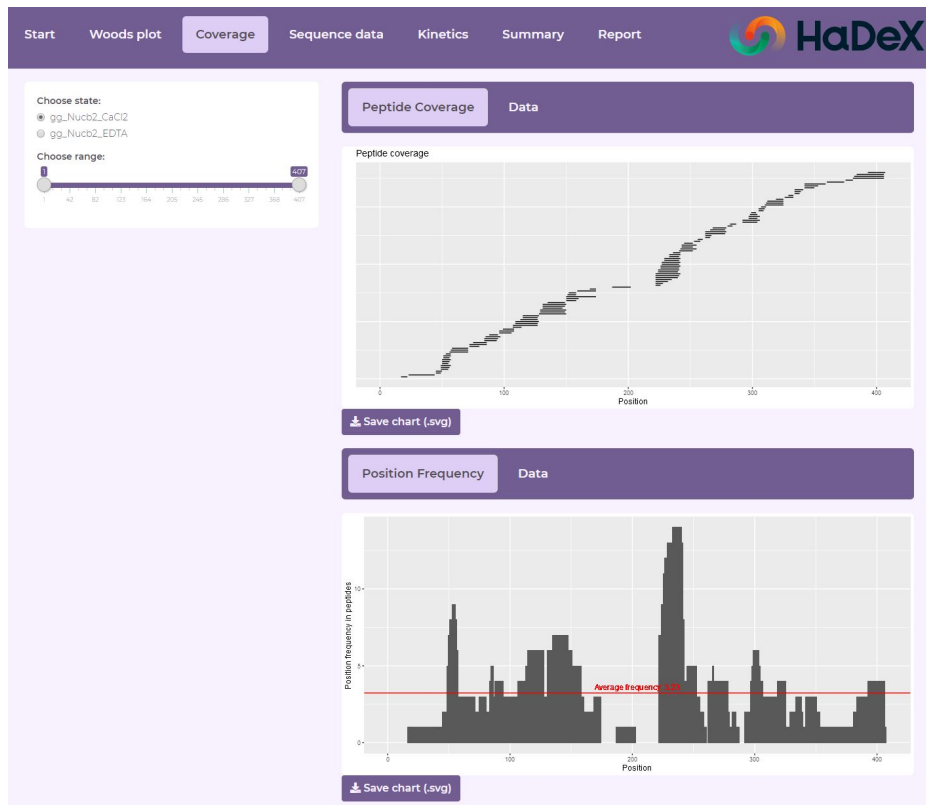 Start Woods plot Coverage Sequence data Kinetics Summary Report HaDeX
Choose state:
gg_Nucb2_CaCl2
gg_Nucb2_EDTA
Choose range:
1 407
1 42 82 123 164 205 245 286 327 368 407
Peptide Coverage Data
Peptide coverage
0 100 200 300 400
Position
Save chart (.svg)
Position Frequency Data
Position frequency in peptides
10
5
0
Average frequency:
0 100 200 300 400
Position
Save chart (.svg)